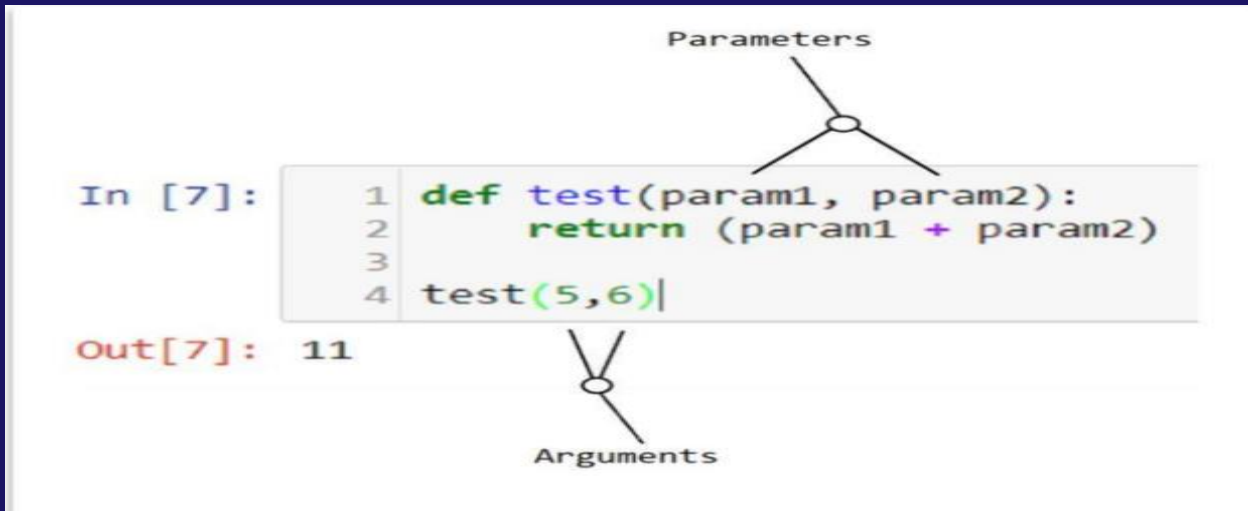 Parameters
In [7]:
1 def test(param1, param2):
2     return (param1 + param2)
3
4 test(5,6)
Out[7]: 11
Arguments